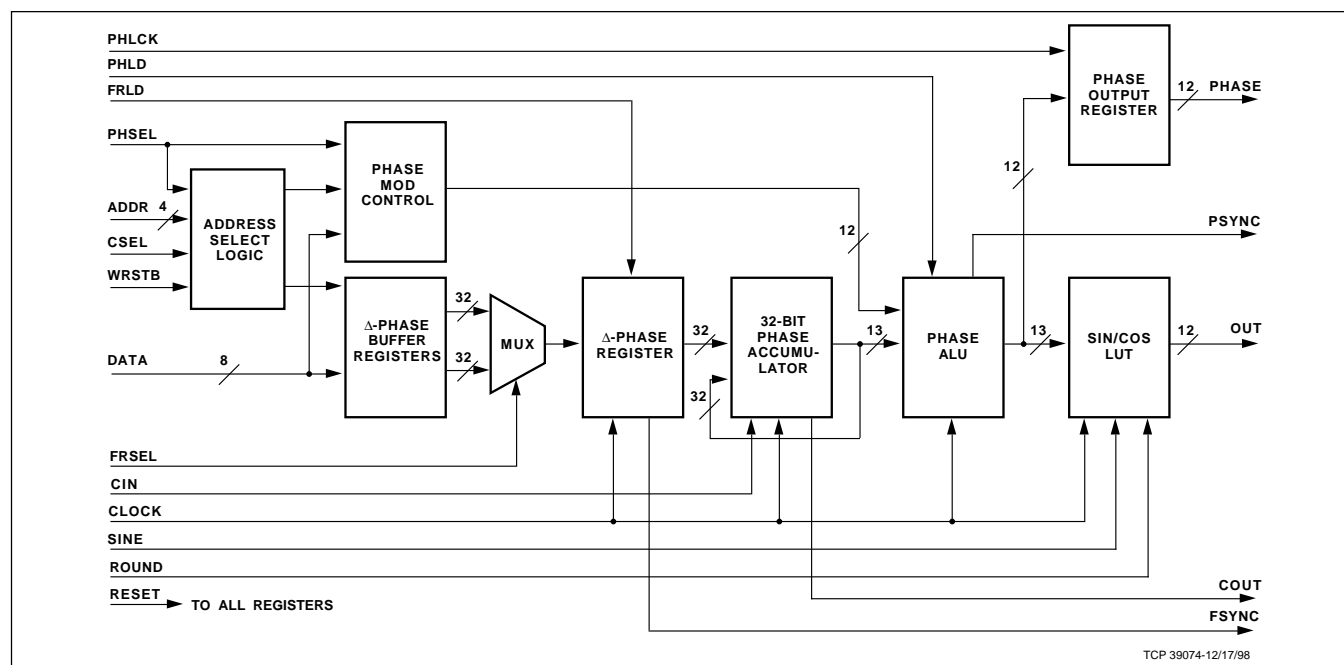 PHLCK
PHLD
FRLD
PHSEL
ADDR 4
CSEL
WRSTB
DATA 8
ADDRESS
SELECT
LOGIC
PHASE
MOD
CONTROL
Δ-PHASE
BUFFER
REGISTERS
32
32
MUX
Δ-PHASE
REGISTER
32
32-BIT
PHASE
ACCUMU-
LATOR
32
12
13
PHASE
ALU
12
13
PHASE
OUTPUT
REGISTER
12 PHASE
PSYNC
SIN/COS
LUT
12 OUT
FRSEL
CIN
CLOCK
SINE
ROUND
RESET TO ALL REGISTERS
COUT
FSYNC
TCP 39074-12/17/98